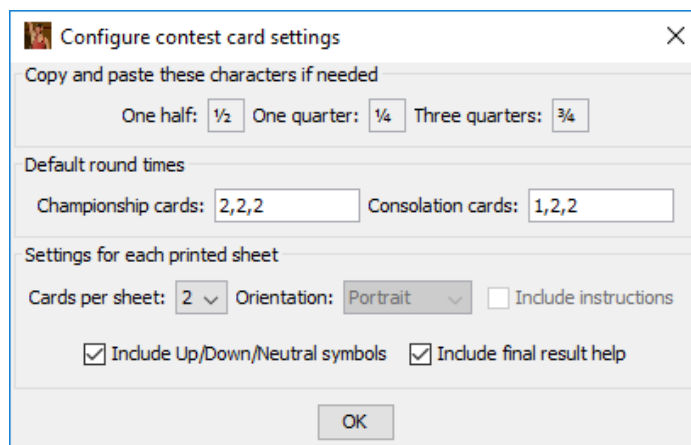 Configure contest card settings
Copy and paste these characters if needed
One half: ½ One quarter: ¼ Three quarters: ¾
Default round times
Championship cards: 2,2,2 Consolation cards: 1,2,2
Settings for each printed sheet
Cards per sheet: 2 Orientation: Portrait Include instructions
Include Up/Down/Neutral symbols Include final result help
OK